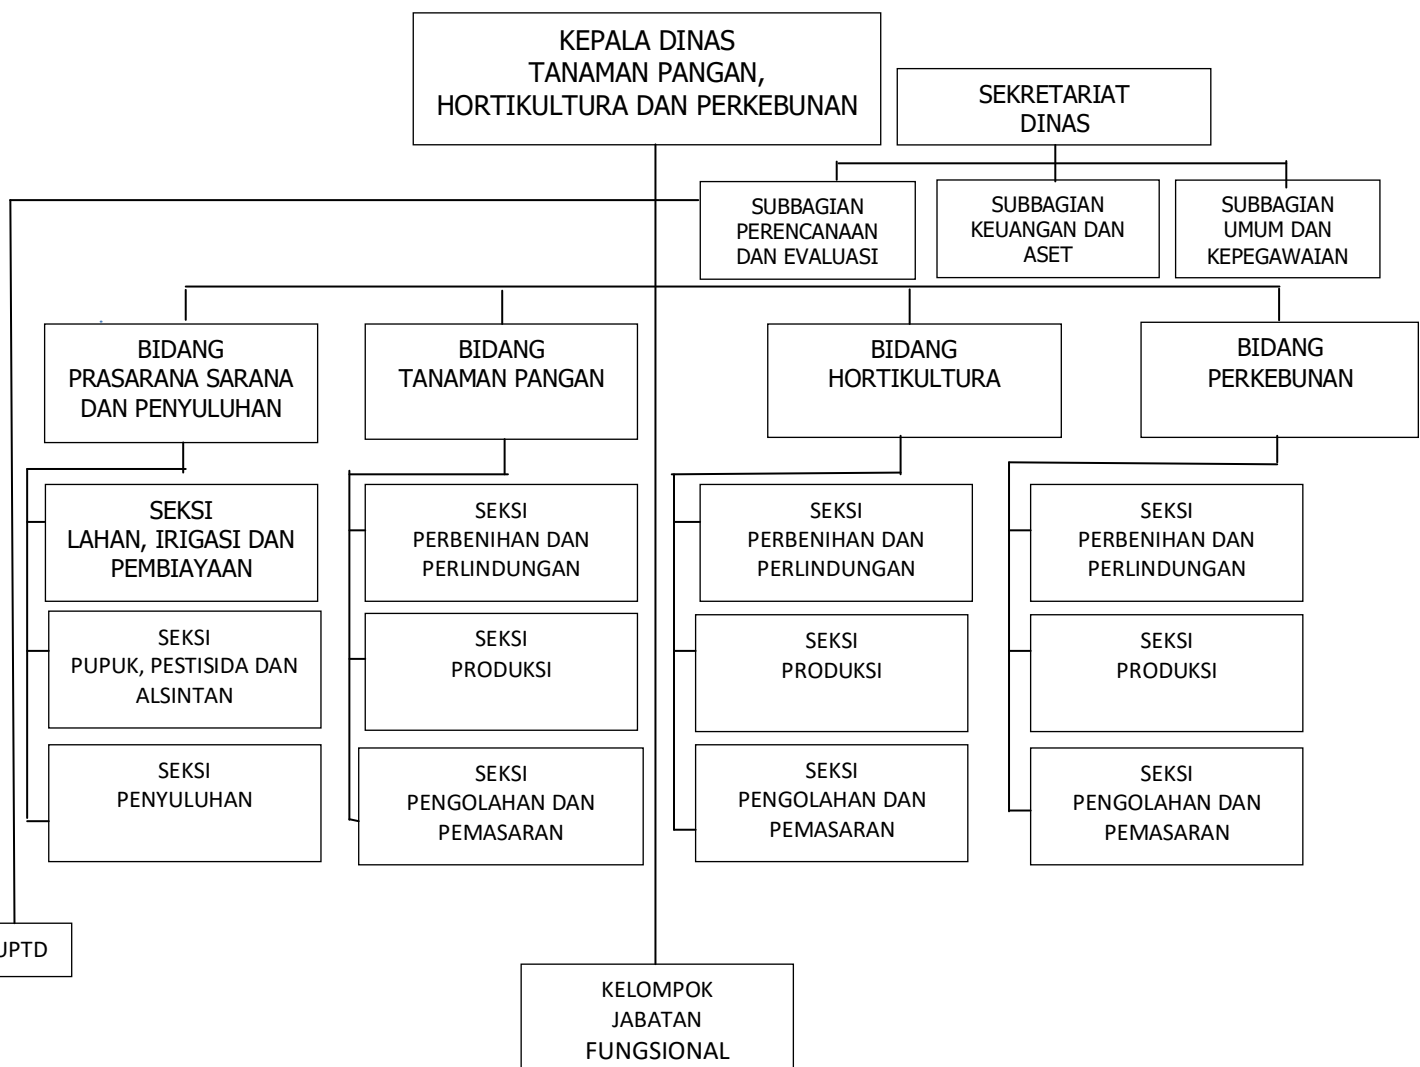 KEPALA DINAS
TANAMAN PANGAN,
HORTIKULTURA DAN PERKEBUNAN
SEKRETARIAT
DINAS
SUBBAGIAN
PERENCANAAN
DAN EVALUASI
SUBBAGIAN
KEUANGAN DAN
ASET
SUBBAGIAN
UMUM DAN
KEPEGAWAIAN
BIDANG
PRASARANA SARANA
DAN PENYULUHAN
BIDANG
TANAMAN PANGAN
BIDANG
HORTIKULTURA
BIDANG
PERKEBUNAN
SEKSI
LAHAN, IRIGASI DAN
PEMBIAYAAN
SEKSI
PERBENIHAN DAN
PERLINDUNGAN
SEKSI
PERBENIHAN DAN
PERLINDUNGAN
SEKSI
PERBENIHAN DAN
PERLINDUNGAN
SEKSI
PUPUK, PESTISIDA DAN
ALSINTAN
SEKSI
PRODUKSI
SEKSI
PRODUKSI
SEKSI
PRODUKSI
SEKSI
PENYULUHAN
SEKSI
PENGOLAHAN DAN
PEMASARAN
SEKSI
PENGOLAHAN DAN
PEMASARAN
SEKSI
PENGOLAHAN DAN
PEMASARAN
UPTD
KELOMPOK
JABATAN
FUNGSIONAL